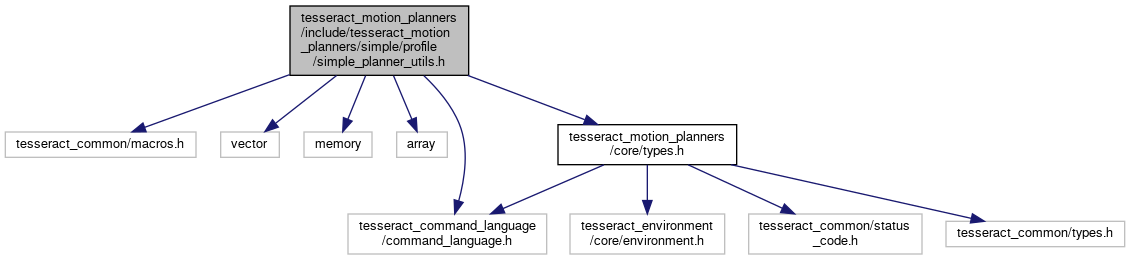 tesseract_motion_planners
/include/tesseract_motion
_planners/simple/profile
/simple_planner_utils.h
tesseract_common/macros.h
vector
memory
array
tesseract_motion_planners
/core/types.h
tesseract_command_language
/command_language.h
tesseract_environment
/core/environment.h
tesseract_common/status
_code.h
tesseract_common/types.h